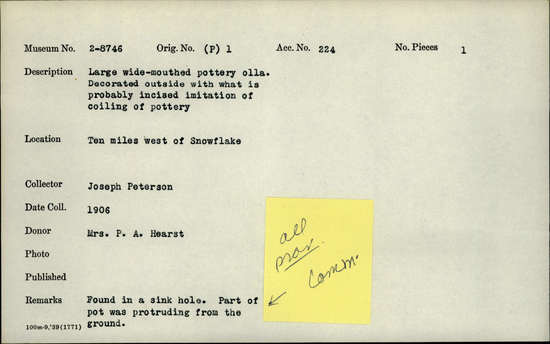 Museum No. 2-8746 Orig. No. (P) 1 Acc. No. 224 No. Pieces 1
Description Large wide-mouthed pottery olla.
Decorated outside with what is
probably incised imitation of
coiling of pottery
Location Ten miles west of Snowflake
Collector Joseph Peterson
Date Coll. 1906
Donor Mrs. P. A. Hearst
all
prov.
Comm.
Photo
Published
Remarks Found in a sink hole. Part of
pot was protruding from the
ground.
100m-9,'39(1771)